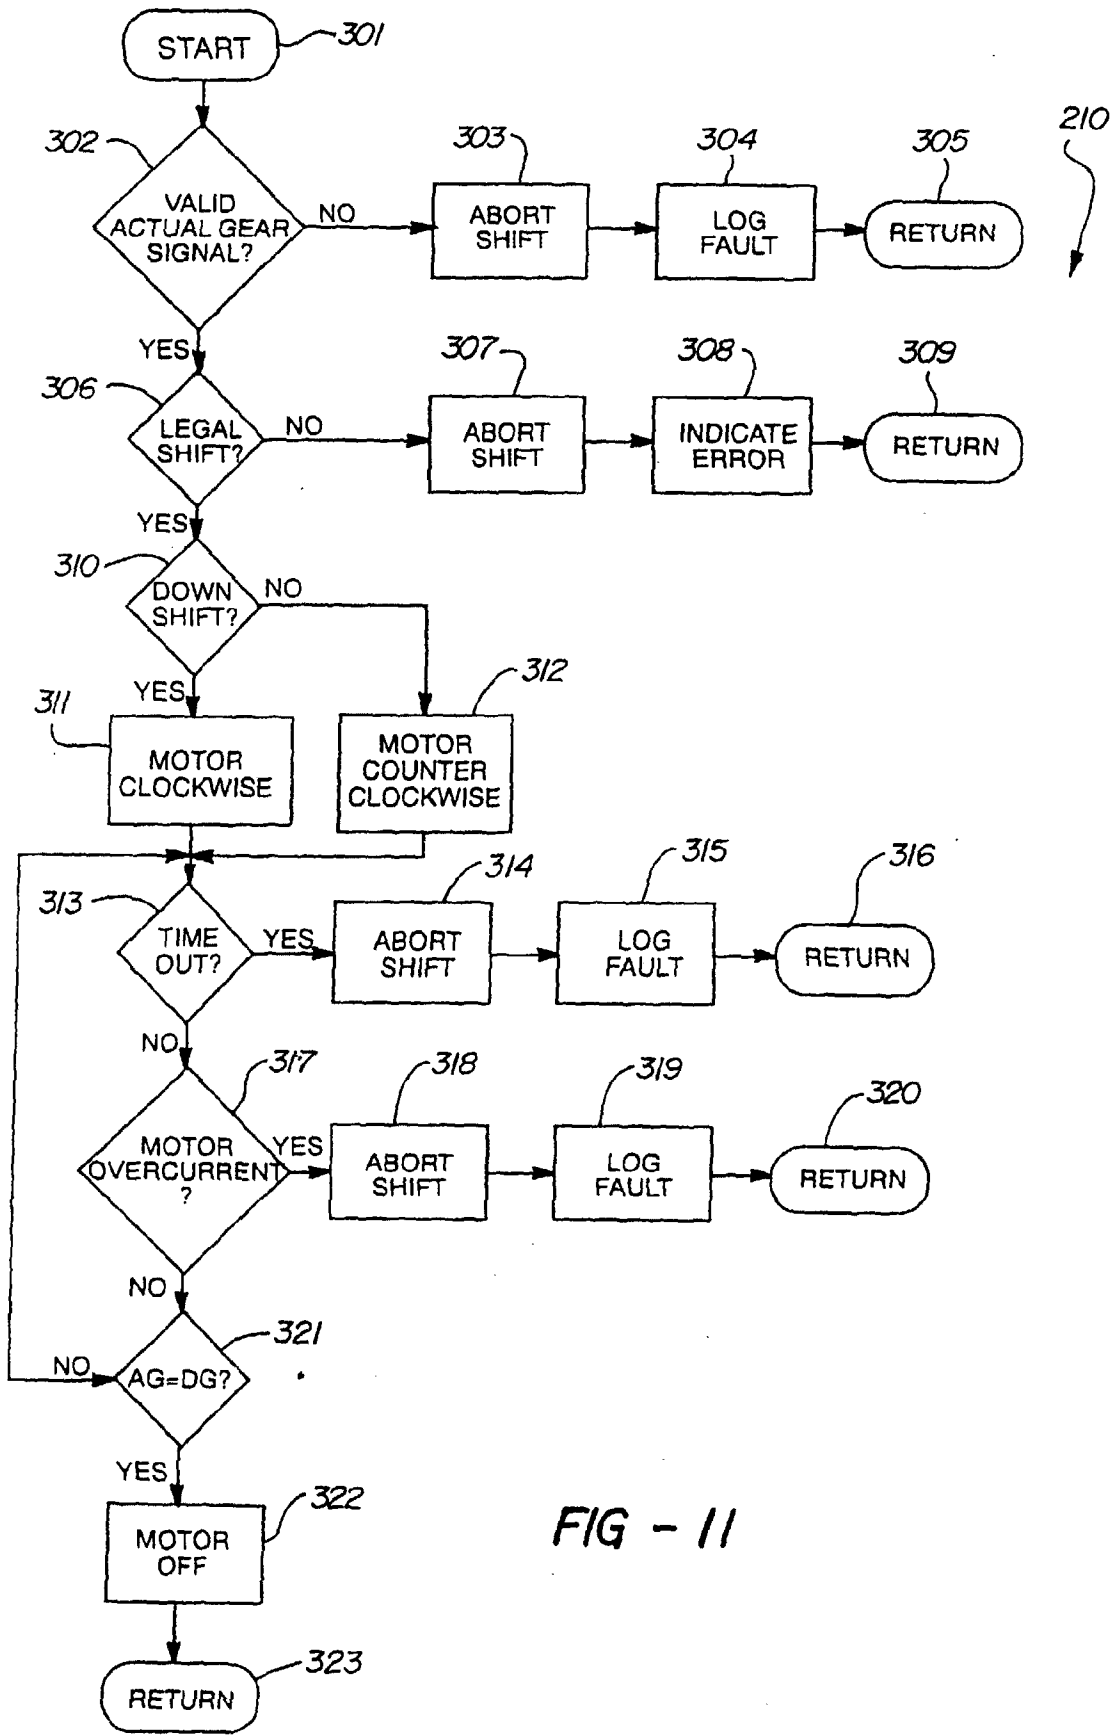 START
301
302
VALID
ACTUAL GEAR
SIGNAL?
NO
303
ABORT
SHIFT
304
LOG
FAULT
305
RETURN
210
YES
306
LEGAL
SHIFT?
NO
307
ABORT
SHIFT
308
INDICATE
ERROR
309
RETURN
YES
310
DOWN
SHIFT?
NO
YES
311
MOTOR
CLOCKWISE
312
MOTOR
COUNTER
CLOCKWISE
313
TIME
OUT?
YES
314
ABORT
SHIFT
315
LOG
FAULT
316
RETURN
NO
317
MOTOR
OVERCURRENT
?
YES
318
ABORT
SHIFT
319
LOG
FAULT
320
RETURN
NO
321
NO
AG=DG?
YES
322
MOTOR
OFF
323
RETURN
FIG - 11